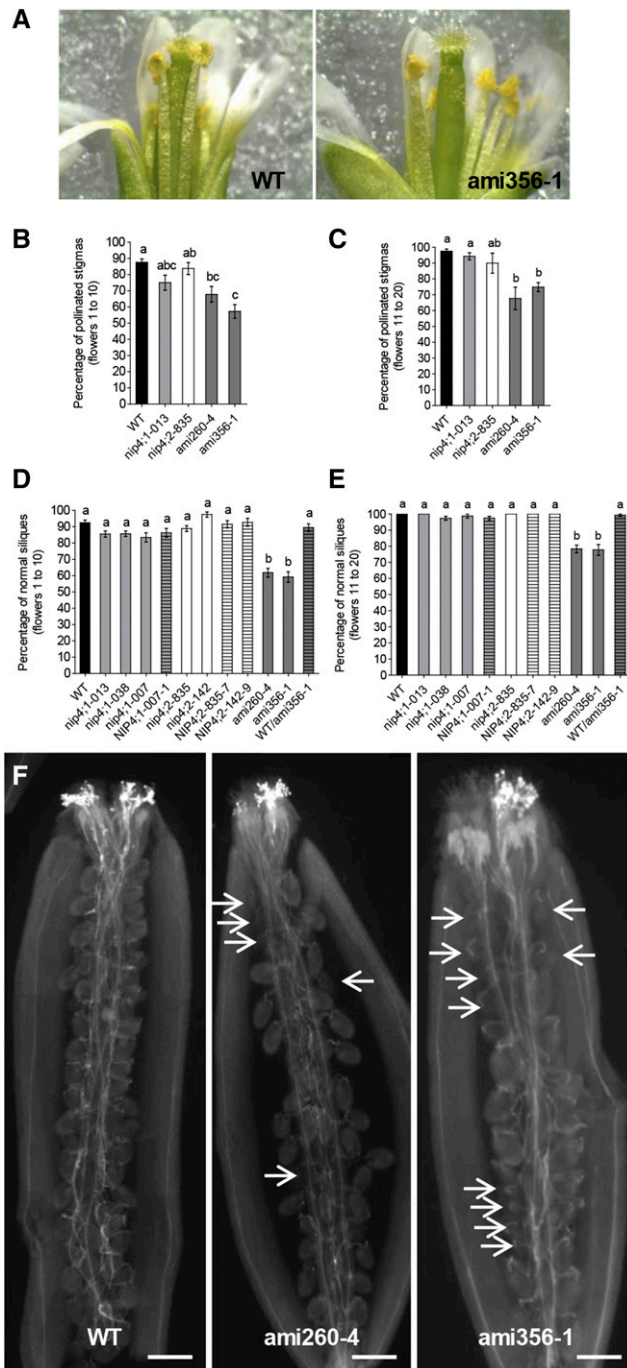 A
WT
ami356-1
B
Percentage of pollinated stigmas
(flowers 1 to 10)
100
90
80
70
60
50
40
30
20
10
0
a
abc
ab
bc
c
WT
nip4;1-013
nip4;2-835
ami260-4
ami356-1
C
Percentage of pollinated stigmas
(flowers 11 to 20)
100
90
80
70
60
50
40
30
20
10
0
a
a
ab
b
b
WT
nip4;1-013
nip4;2-835
ami260-4
ami356-1
D
Percentage of normal siliques
(flowers 1 to 10)
100
90
80
70
60
50
40
30
20
10
0
a
a
a
a
a
a
a
a
a
b
b
a
WT
nip4;1-013
nip4;1-038
nip4;1-007
NIP4;1-007-1
nip4;2-835
nip4;2-142
NIP4;2-835-7
NIP4;2-142-9
ami260-4
ami356-1
WT/ami356-1
E
Percentage of normal siliques
(flowers 11 to 20)
100
90
80
70
60
50
40
30
20
10
0
a
a
a
a
a
a
a
a
b
b
a
WT
nip4;1-013
nip4;1-038
nip4;1-007
NIP4;1-007-1
nip4;2-835
NIP4;2-835-7
NIP4;2-142-9
ami260-4
ami356-1
WT/ami356-1
F
WT
ami260-4
ami356-1